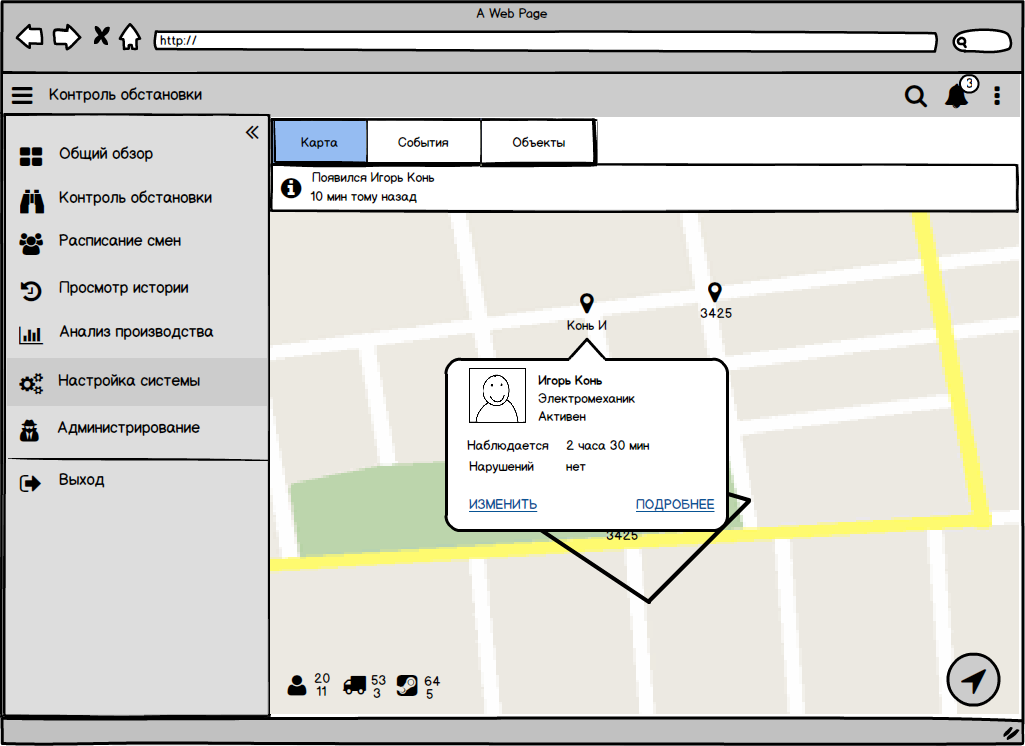 A Web Page
http://
Контроль обстановки
3
Общий обзор
Контроль обстановки
Расписание смен
Просмотр истории
Анализ производства
Настройка системы
Администрирование
Выход
Карта
События
Объекты
Появился Игорь Конь
10 мин тому назад
Конь И
3425
Игорь Конь
Электромеханик
Активен
Наблюдается 2 часа 30 мин
Нарушений нет
ИЗМЕНИТЬ ПОДРОБНЕЕ
3425
20 53 64
11 3 5